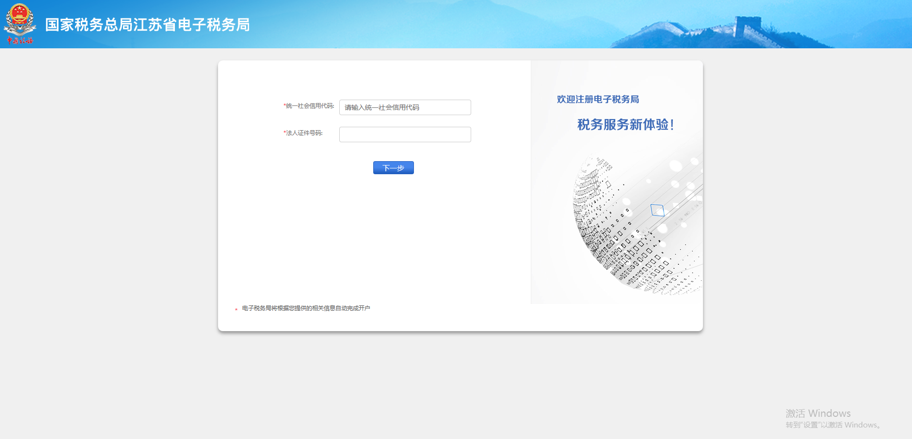 国家税务总局江苏省电子税务局
*统一社会信用代码:
请输入统一社会信用代码
*法人证件号码:
下一步
欢迎注册电子税务局
税务服务新体验!
电子税务局将根据您提供的相关信息自动完成开户
激活 Windows
转到"设置"以激活 Windows。